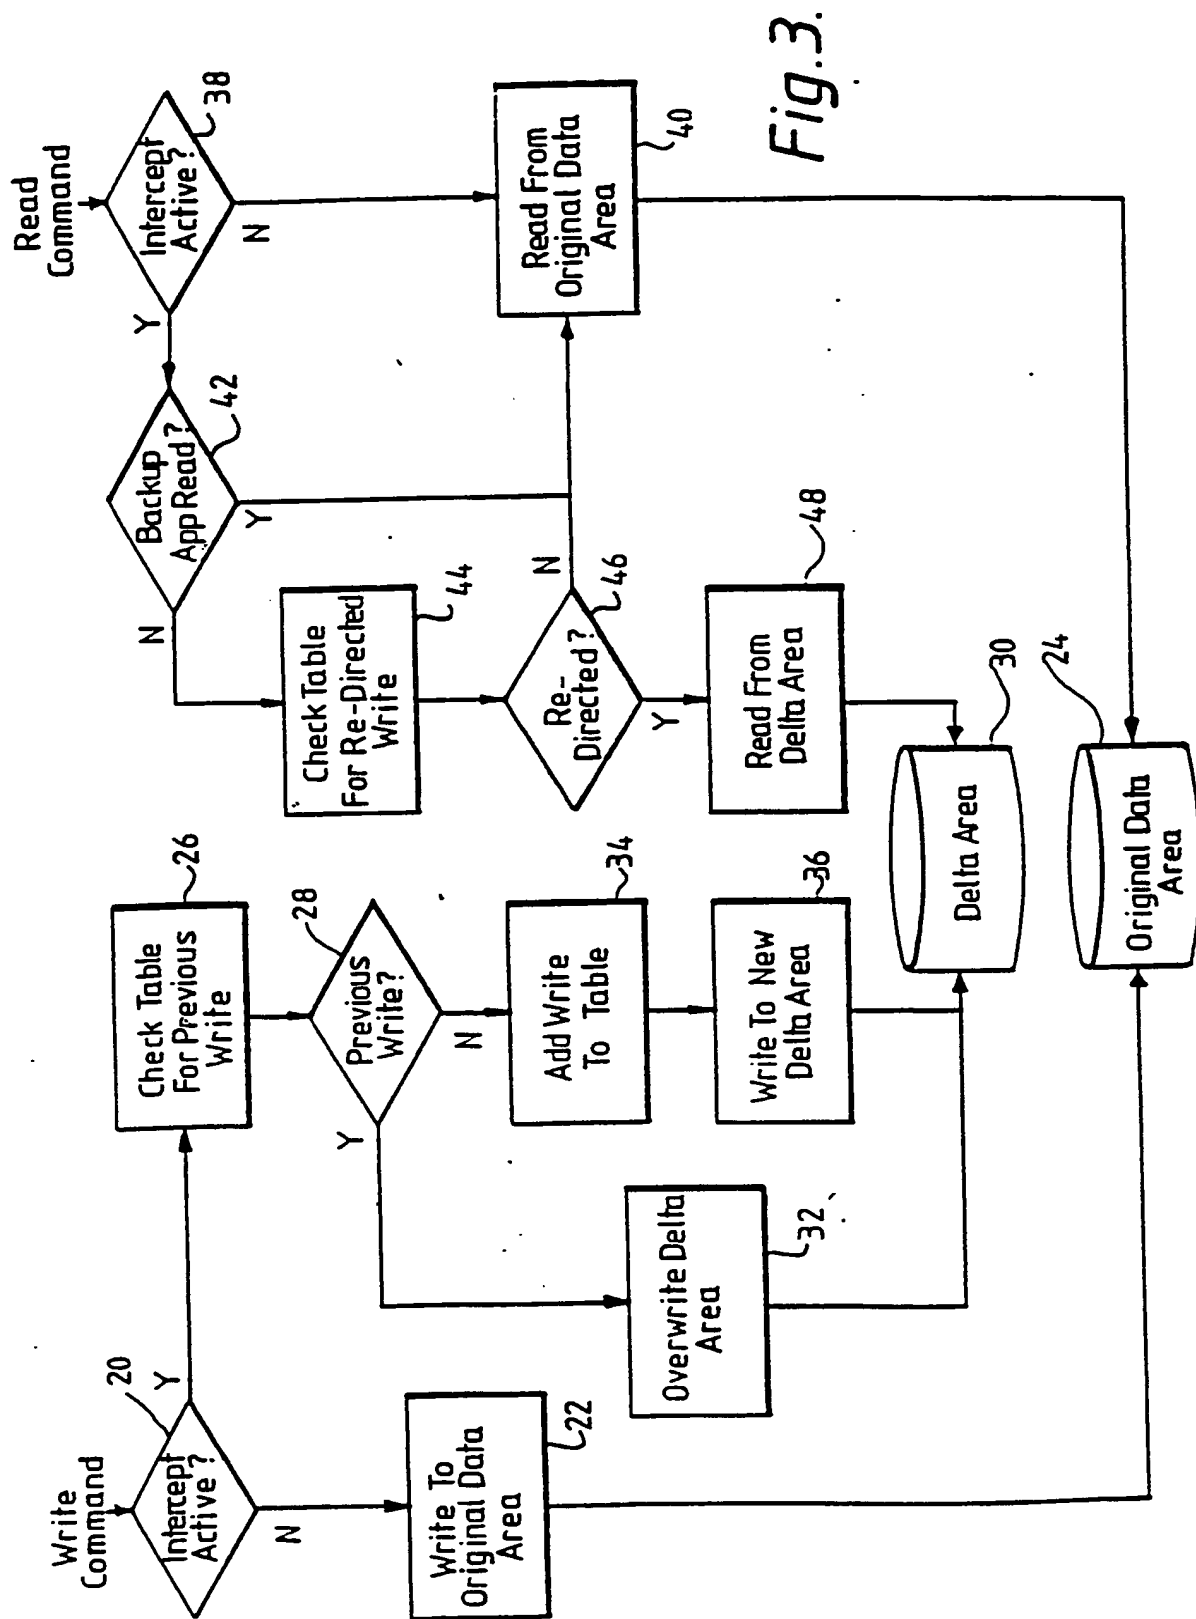 Write
Command
Intercept
Active?
20
Y
N
Write To
Original Data
Area
22
Check Table
For Previous
Write
26
Previous
Write?
28
Y
N
Overwrite Delta
Area
32
Add Write
To Table
34
Write To New
Delta Area
36
Read
Command
Intercept
Active?
38
Y
N
Backup
App Read?
42
N
Y
Check Table
For Re-Directed
Write
44
Re-
Directed?
46
N
Y
Read From
Delta Area
48
Read From
Original Data
Area
40
Delta Area
30
Original Data
Area
24
Fig.3.